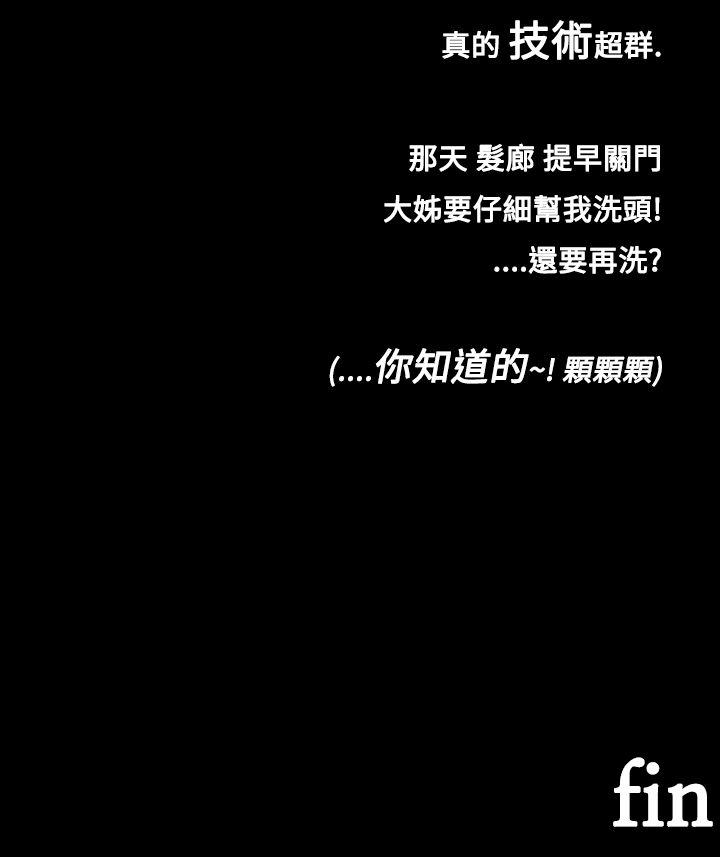 真的 技術超群.
那天 髮廊 提早關門
大姊要仔細幫我洗頭!
....還要再洗?
(....你知道的~! 顆顆顆)
fin